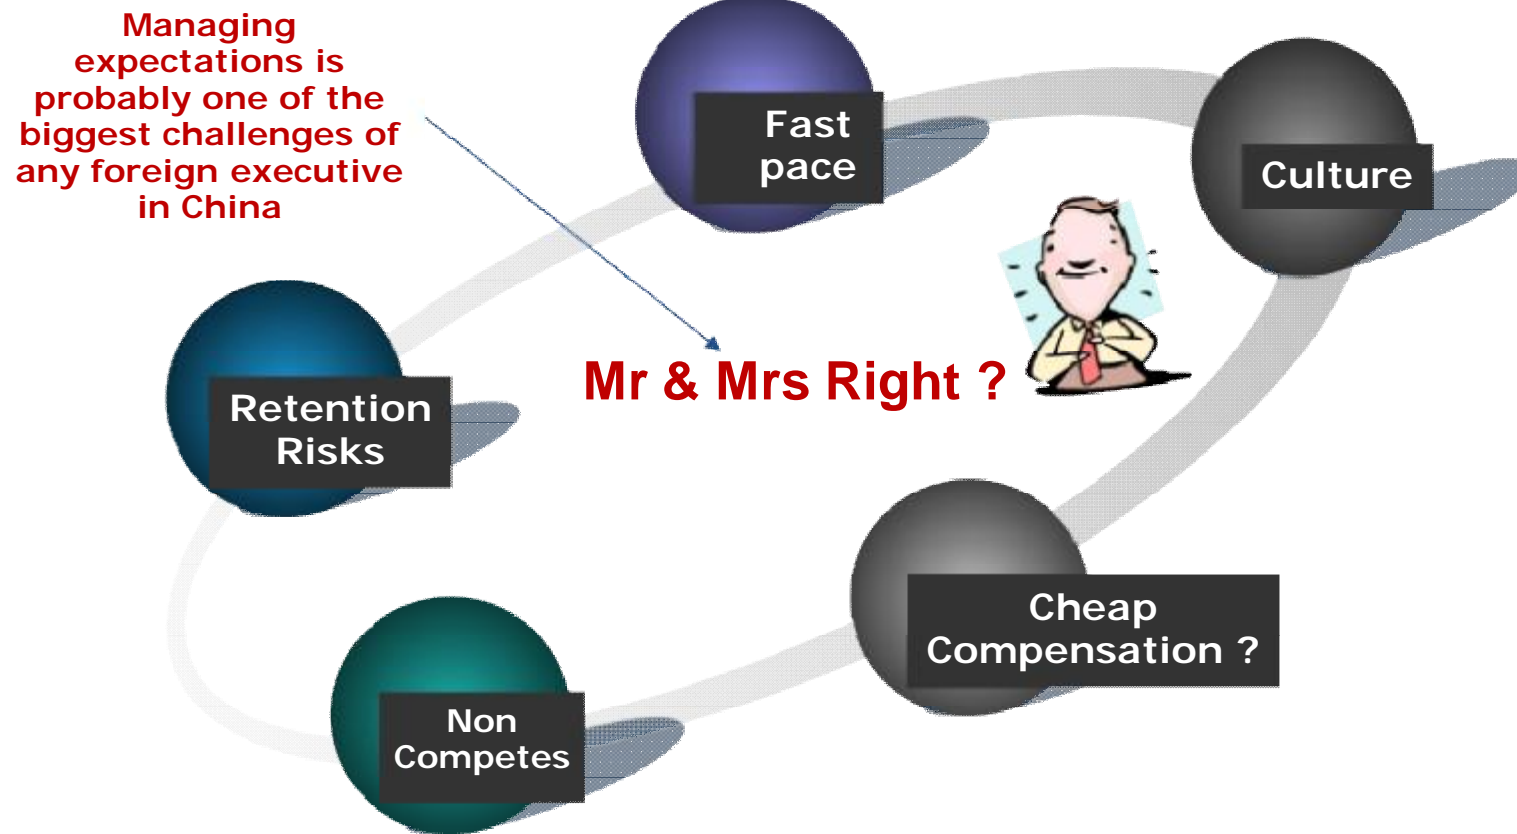 Managing
expectations is
probably one of the
biggest challenges of
any foreign executive
in China
Fast
pace
Culture
Mr & Mrs Right ?
Retention
Risks
Cheap
Compensation ?
Non
Competes